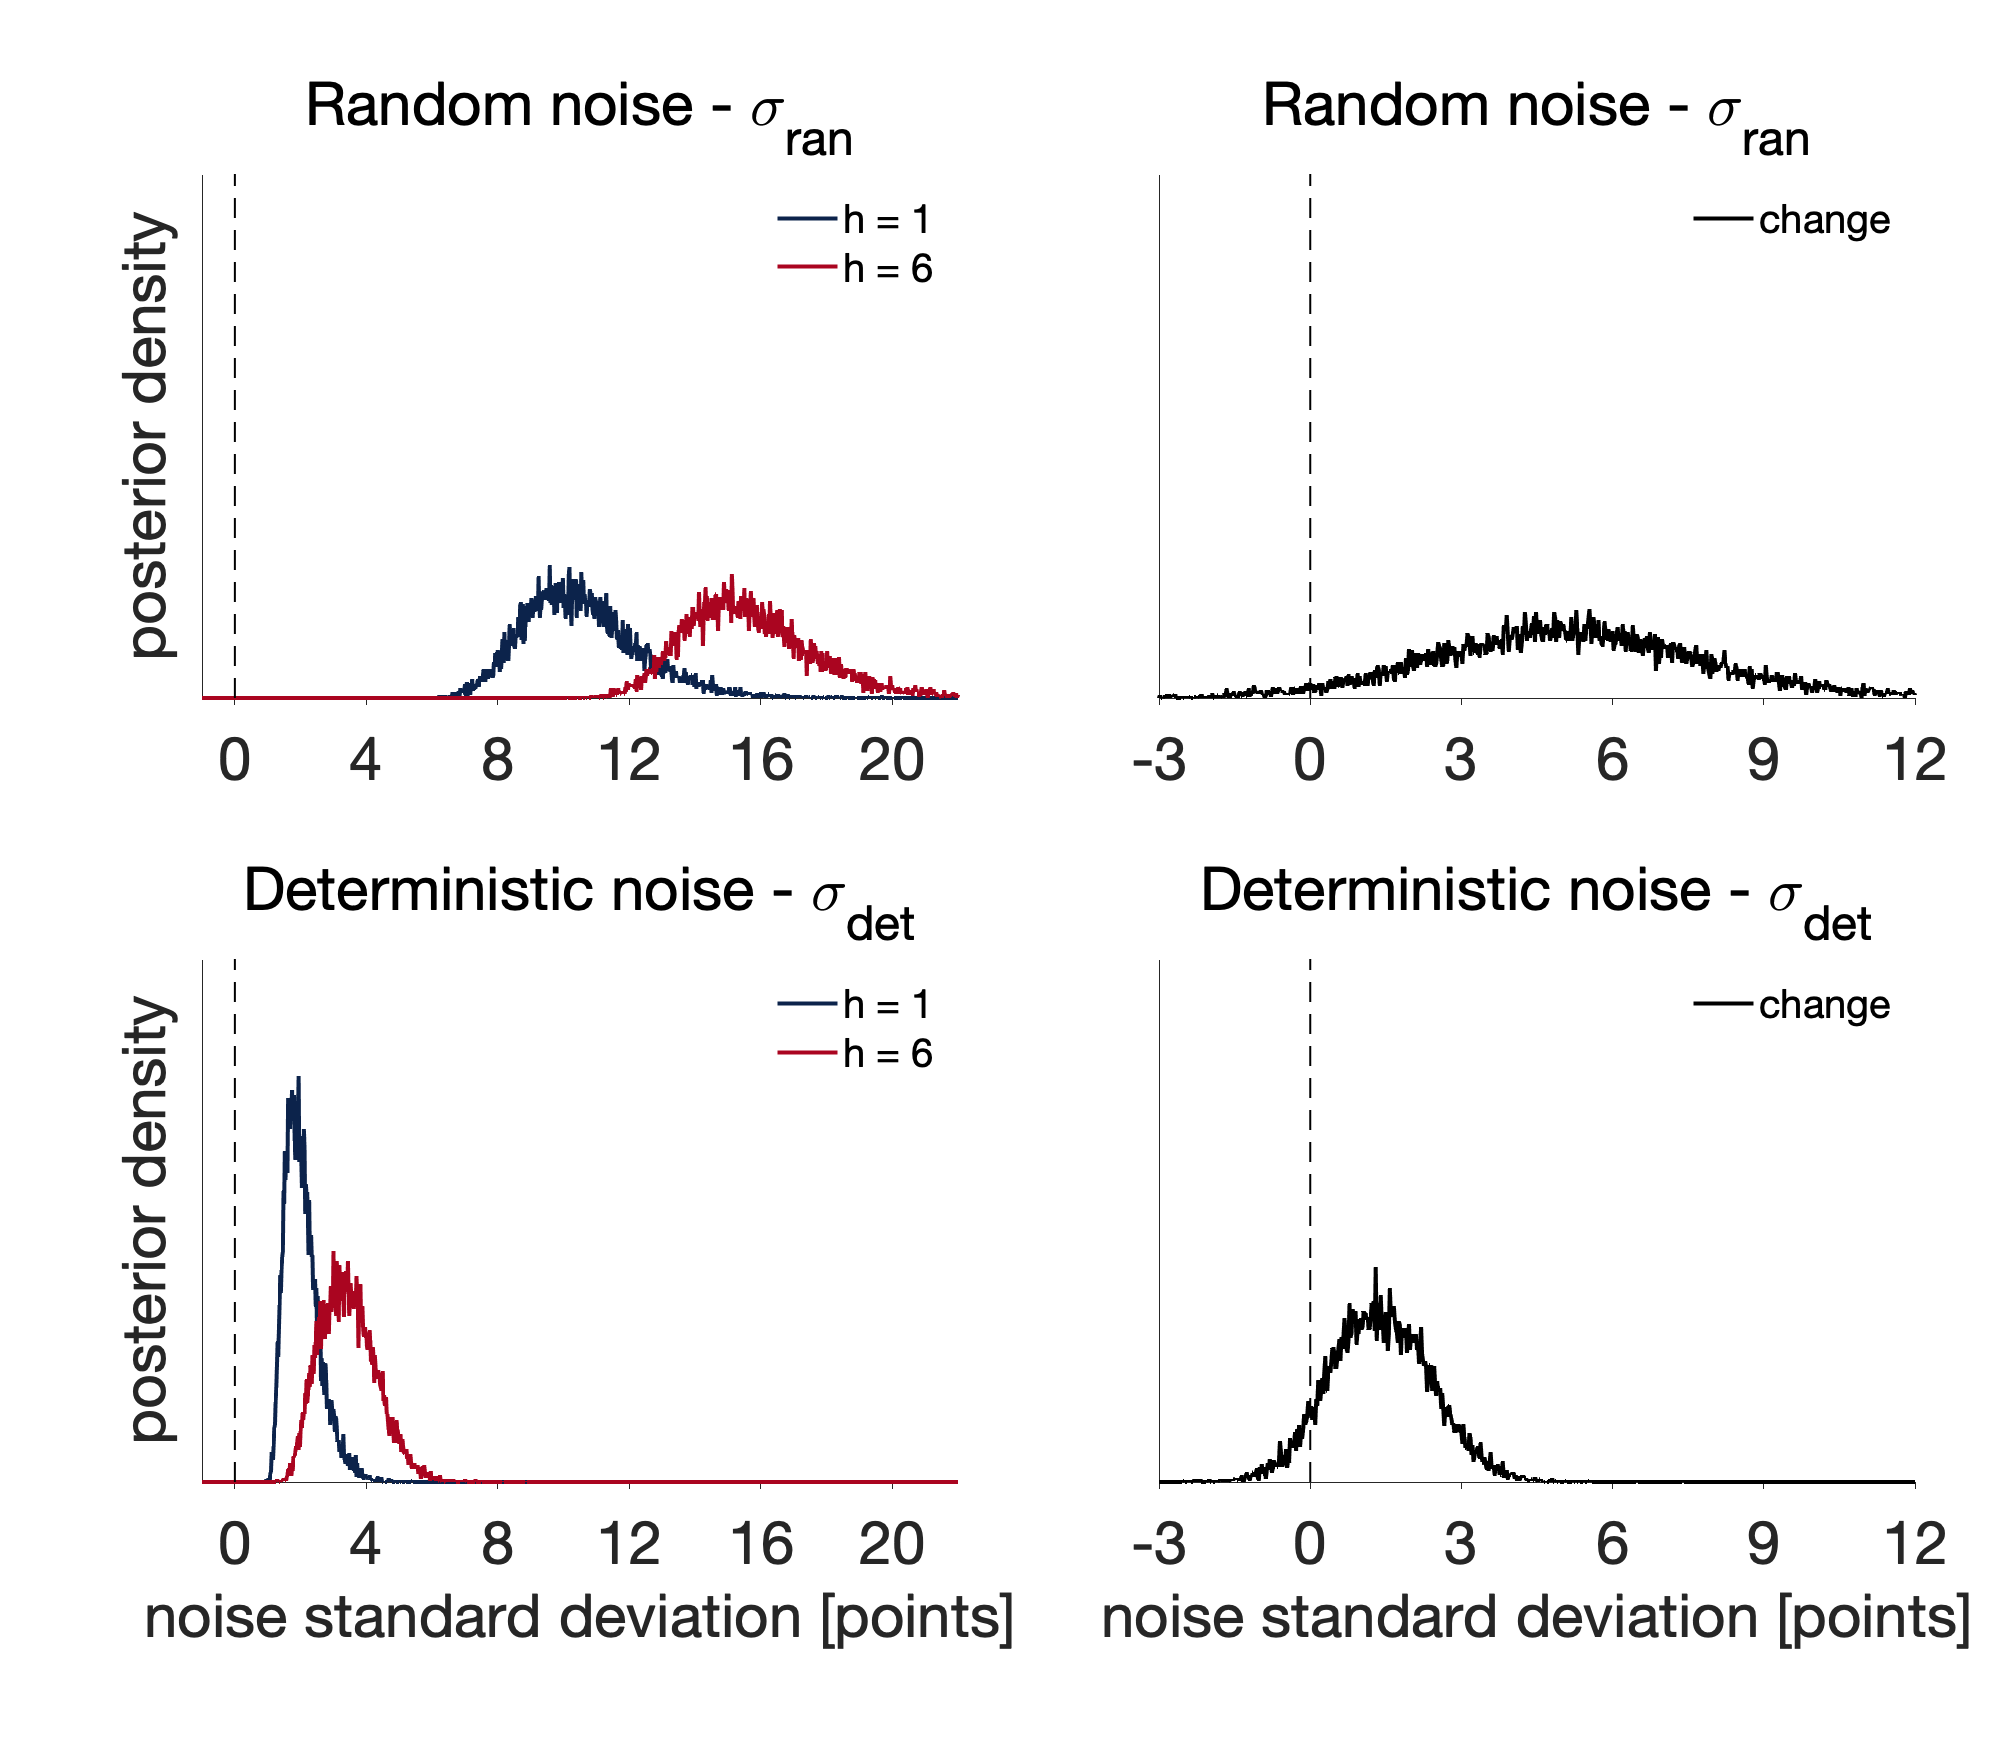 Random noise - σran
Random noise - σran
posterior density
h = 1
h = 6
change
0 4 8 12 16 20
-3 0 3 6 9 12
Deterministic noise - σdet
Deterministic noise - σdet
posterior density
h = 1
h = 6
change
0 4 8 12 16 20
-3 0 3 6 9 12
noise standard deviation [points]
noise standard deviation [points]